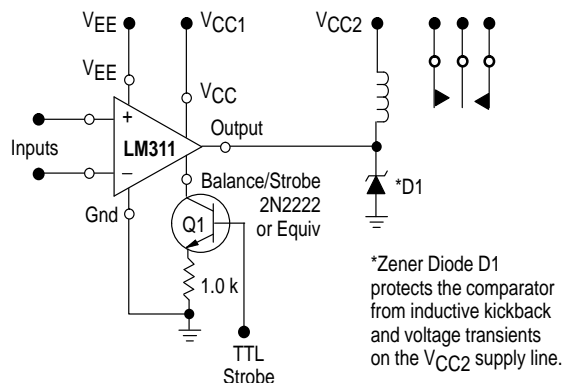 VEE
VCC1
VCC2
VEE
VCC
+
Output
Inputs
LM311
−
Balance/Strobe
2N2222
or Equiv
*D1
Gnd
Q1
1.0 k
TTL
Strobe
*Zener Diode D1
protects the comparator
from inductive kickback
and voltage transients
on the VCC2 supply line.